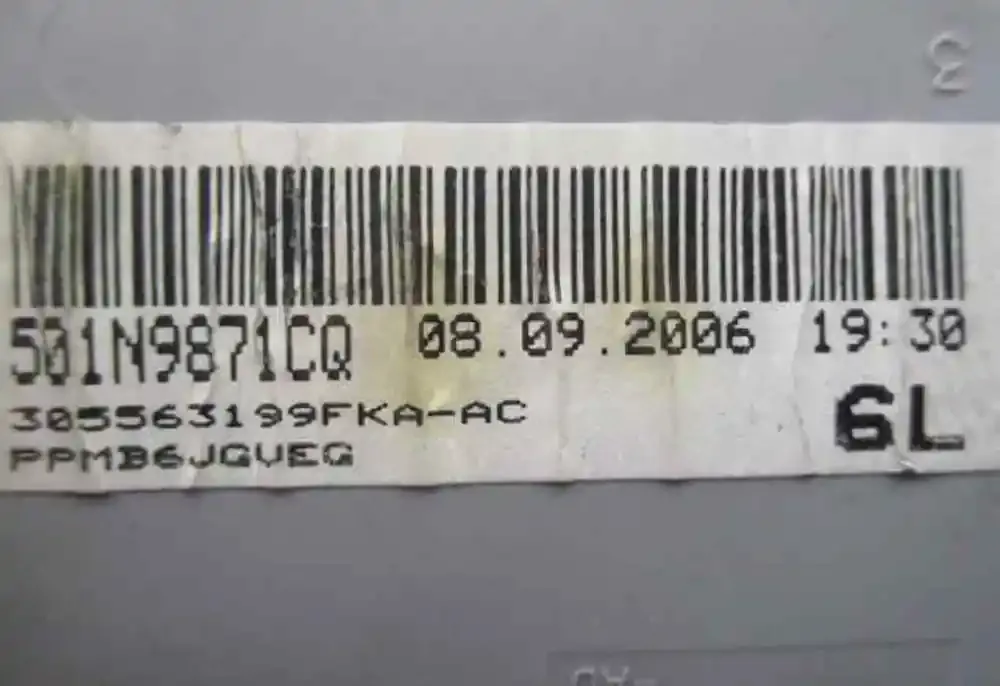 501N9871CQ 08.09.2006 19:30
305563199FKA-AC 6L
PPMB6JGVEG